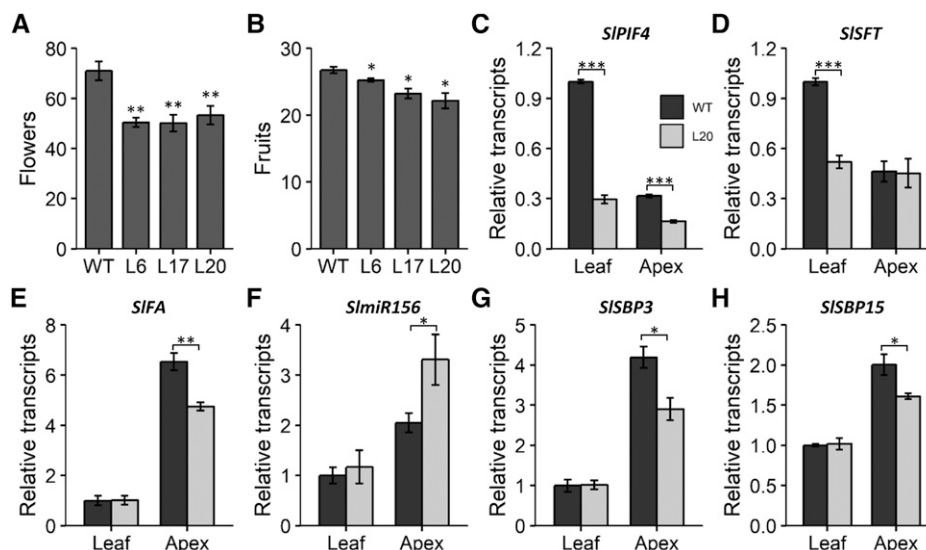 A
80
60
40
20
0
Flowers
**
**
**
WT L6 L17 L20
B
30
20
10
0
Fruits
*
*
*
WT L6 L17 L20
C
SlPIF4
1.2
0.9
0.6
0.3
0.0
Relative transcripts
***
***
WT
L20
Leaf Apex
D
SlSFT
1.2
0.9
0.6
0.3
0.0
Relative transcripts
***
Leaf Apex
E
SlFA
8
6
4
2
0
Relative transcripts
**
Leaf Apex
F
SlmiR156
4
3
2
1
0
Relative transcripts
*
Leaf Apex
G
SlSBP3
5
4
3
2
1
0
Relative transcripts
*
Leaf Apex
H
SlSBP15
2.5
2.0
1.5
1.0
0.5
0.0
Relative transcripts
*
Leaf Apex